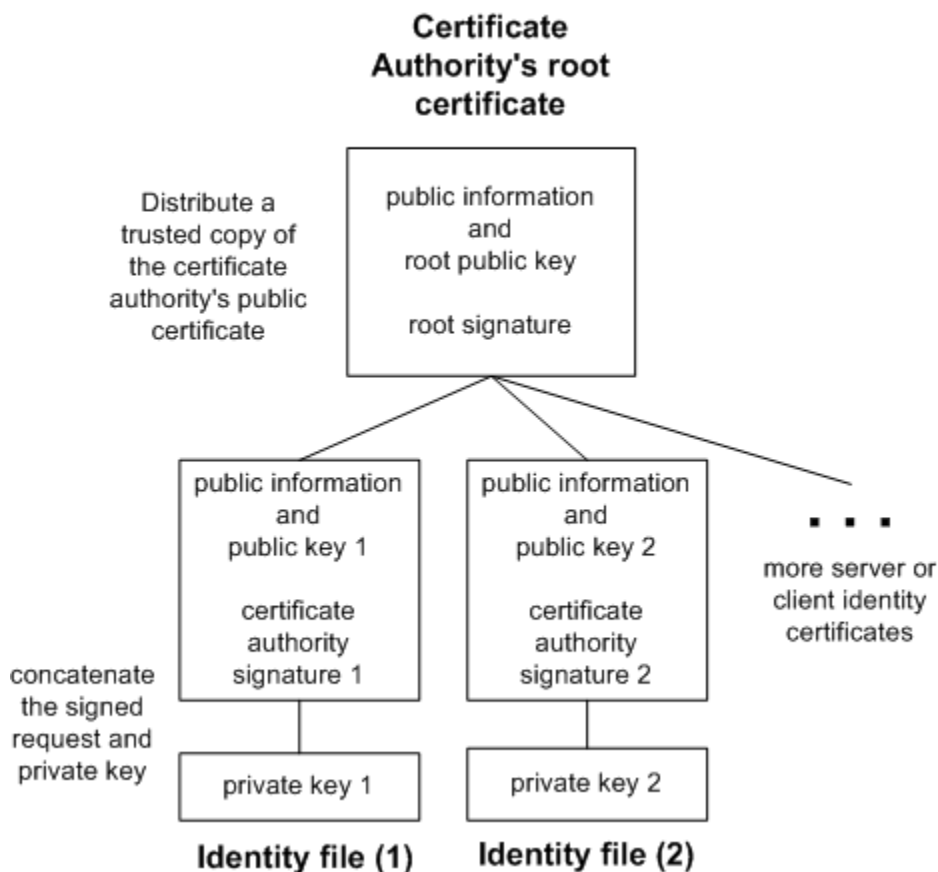 Certificate
Authority's root
certificate
Distribute a
trusted copy of
the certificate
authority's public
certificate
public information
and
root public key
root signature
public information
and
public key 1
certificate
authority
signature 1
public information
and
public key 2
certificate
authority
signature 2
. . .
more server or
client identity
certificates
concatenate
the signed
request and
private key
private key 1
private key 2
Identity file (1)
Identity file (2)